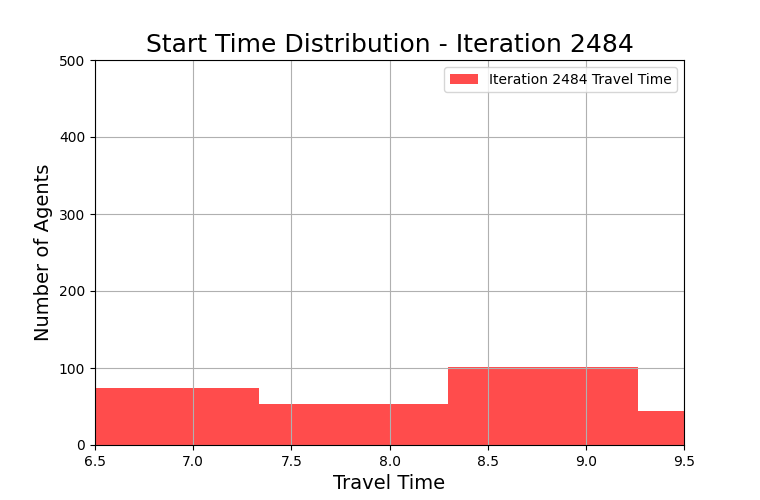 Start Time Distribution - Iteration 2484
Iteration 2484 Travel Time
Number of Agents
500
400
300
200
100
0
6.5 7.0 7.5 8.0 8.5 9.0 9.5
Travel Time